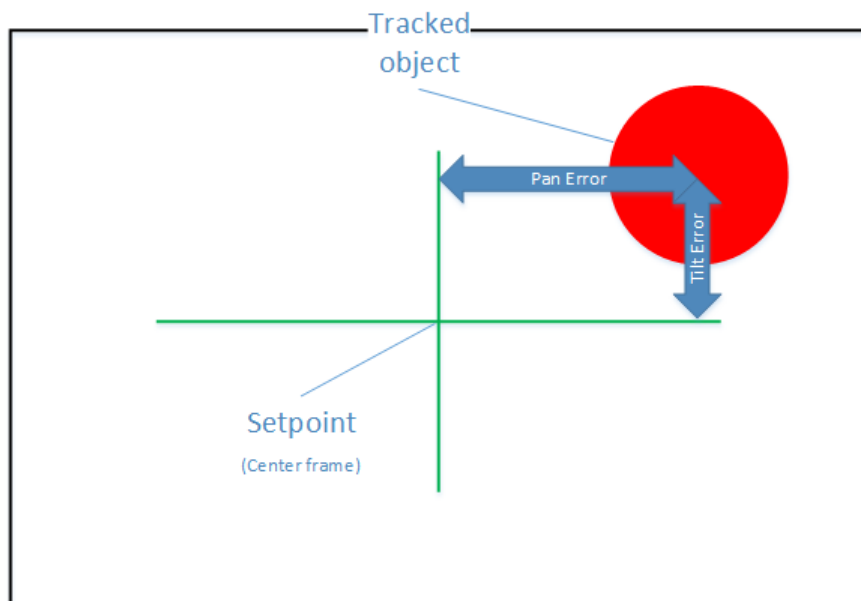 Tracked
object
Pan Error
Tilt Error
Setpoint
(Center frame)